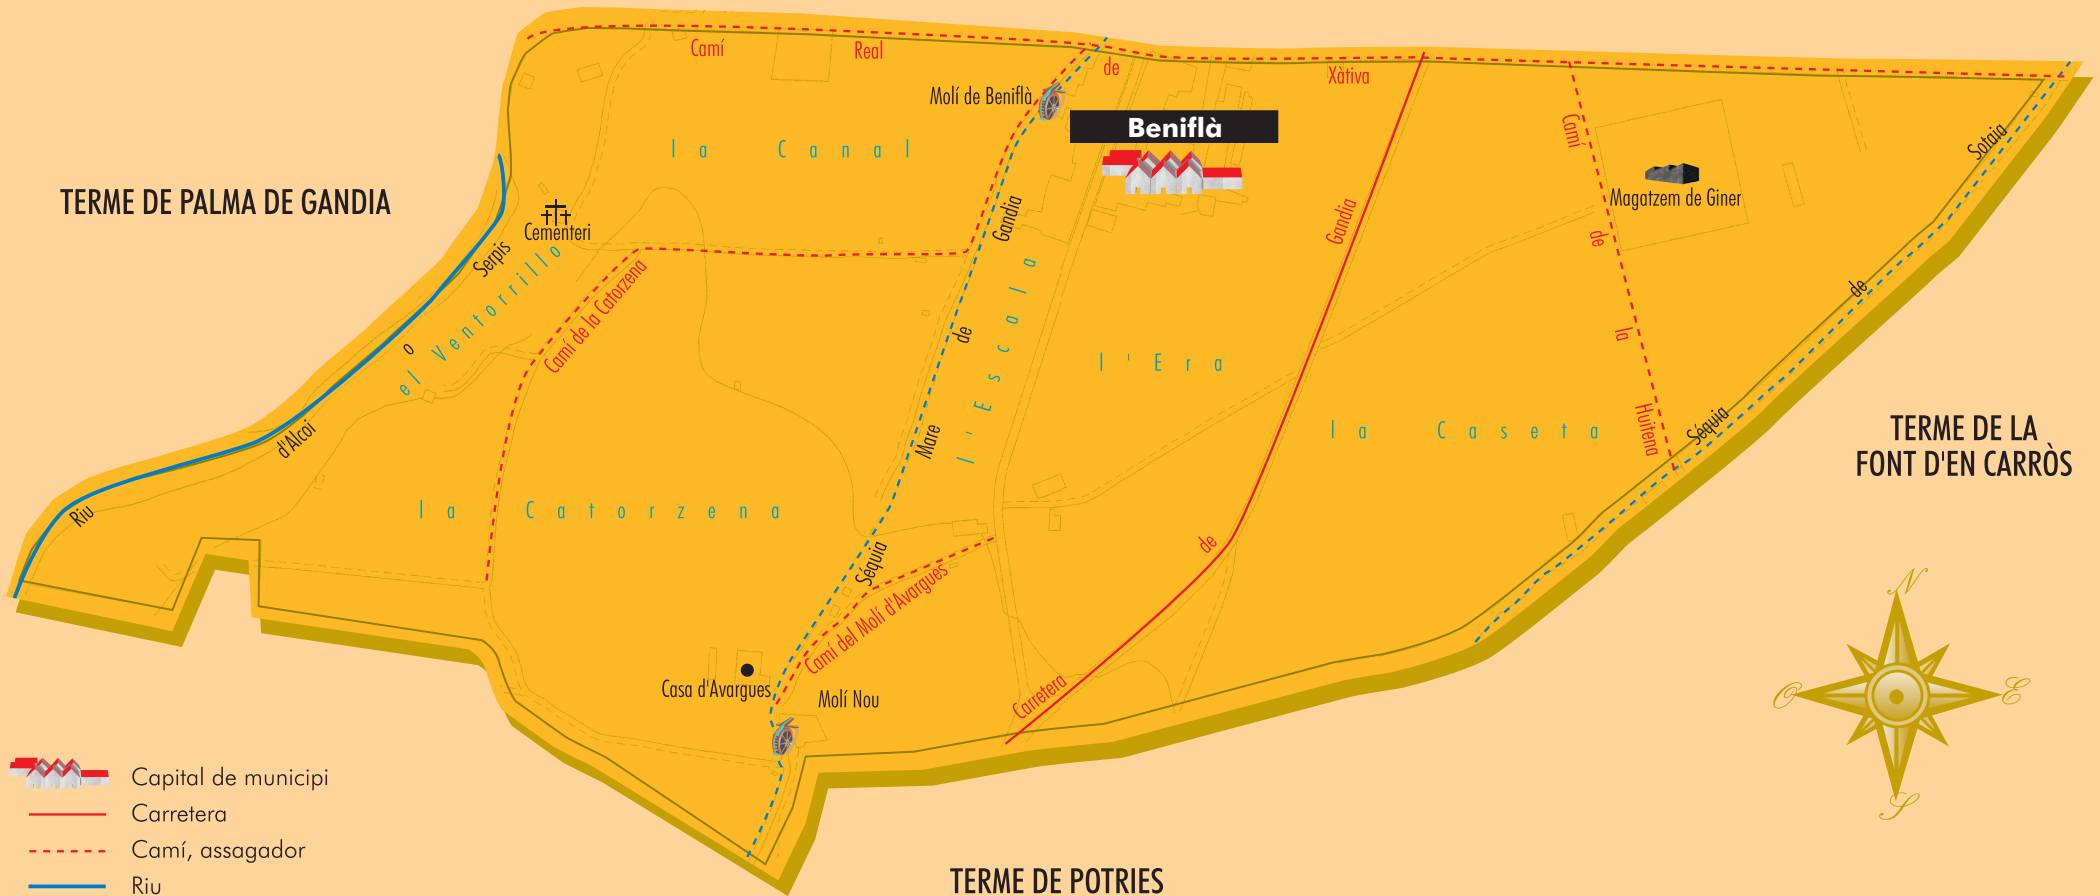 Camí Real de Xàtiva
Molí de Beniflà
Beniflà
la Canal
TERME DE PALMA DE GANDIA
Cementeri
Magatzem de Giner
Camí de la Huitena
Séquia de Sotaia
Riu d'Alcoi o Serpis
el Ventorrillo
Camí de la Catorzena
Séquia Mare de Gandia
l'Escala
l'Era
Carretera de Gandia
la Caseta
TERME DE LA
FONT D'EN CARRÒS
la Catorzena
Camí del Molí d'Avargues
Casa d'Avargues
Molí Nou
N
O
E
S
Capital de municipi
Carretera
Camí, assagador
Riu
TERME DE POTRIES